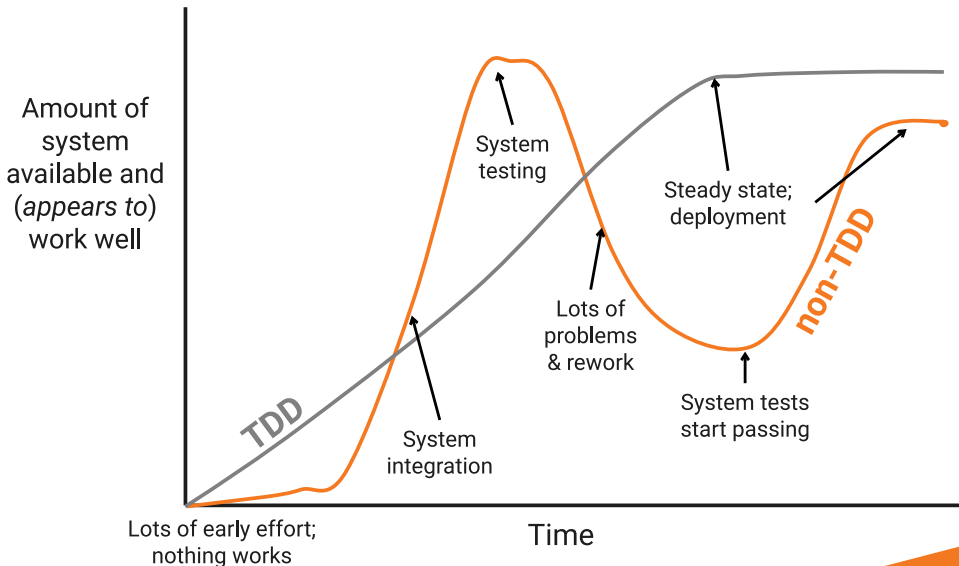 Amount of
system
available and
(appears to)
work well
System
testing
Steady state;
deployment
non-TDD
Lots of
problems
& rework
TDD
System
integration
System tests
start passing
Lots of early effort;
nothing works
Time